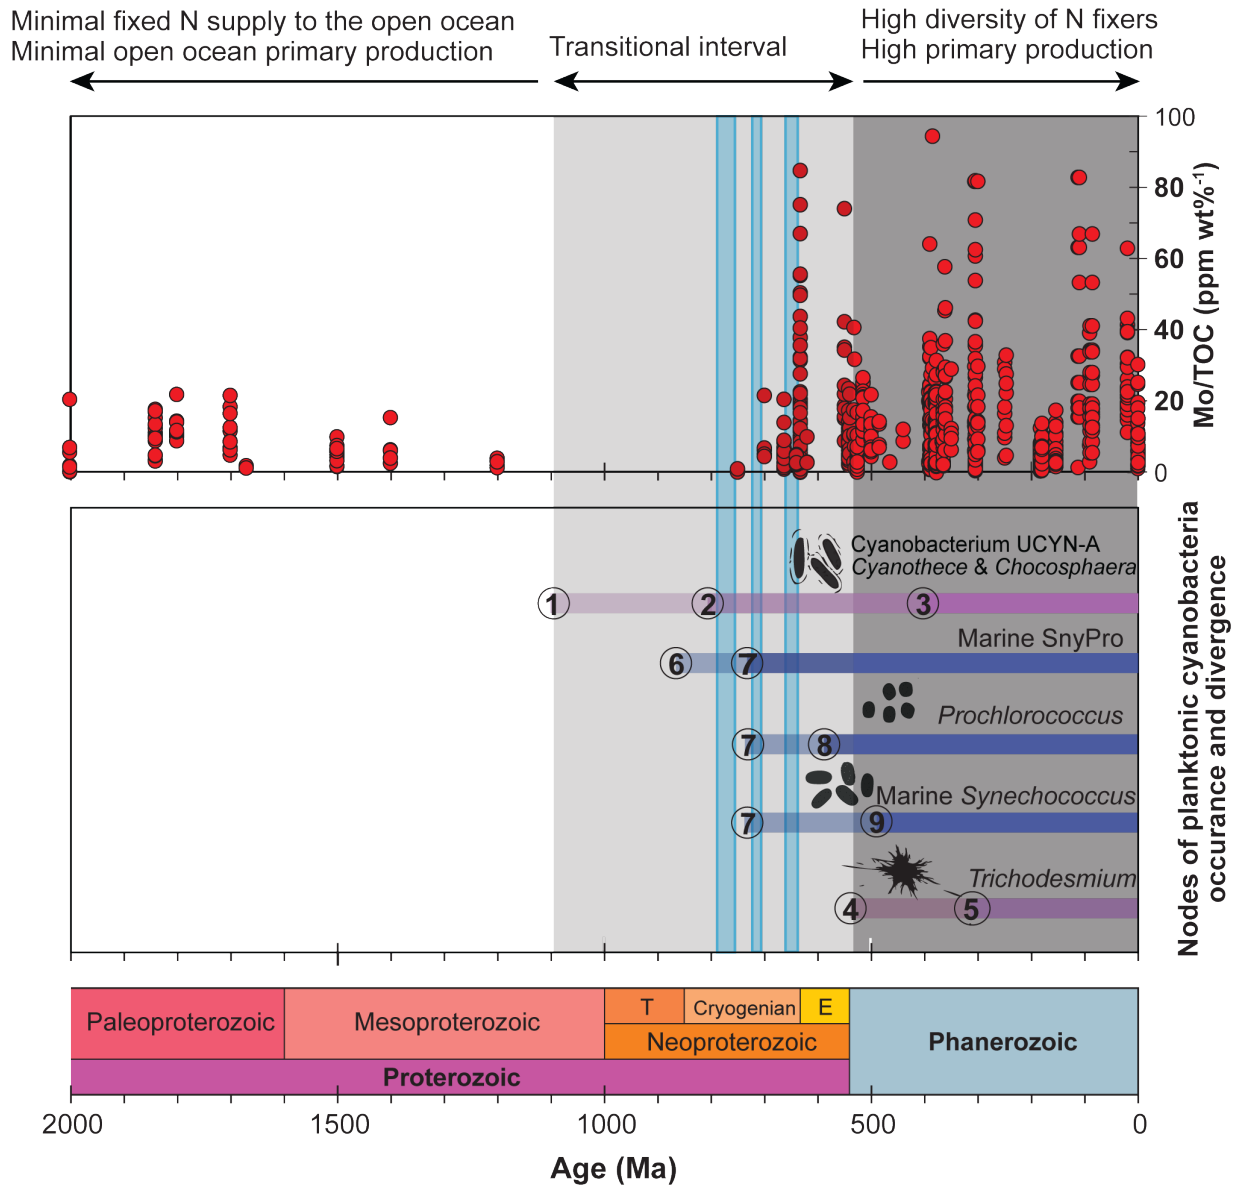 Minimal fixed N supply to the open ocean
Minimal open ocean primary production
Transitional interval
High diversity of N fixers
High primary production
100
80
60
40
20
0
Mo/TOC (ppm wt%⁻¹)
Cyanobacterium UCYN-A
Cyanothece & Chocosphaera
1
2
3
Marine SnyPro
6
7
Prochlorococcus
7
8
Marine Synechococcus
7
9
Trichodesmium
4
5
Nodes of planktonic cyanobacteria
occurance and divergence
Paleoproterozoic
Mesoproterozoic
T
Cryogenian
E
Neoproterozoic
Phanerozoic
Proterozoic
2000
1500
1000
500
0
Age (Ma)